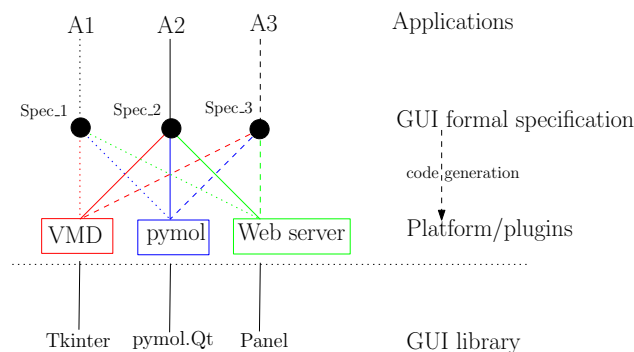 A1 A2 A3 Applications
Spec_1 Spec_2 Spec_3
GUI formal specification
code generation
VMD pymol Web server Platform/plugins
Tkinter pymol.Qt Panel GUI library